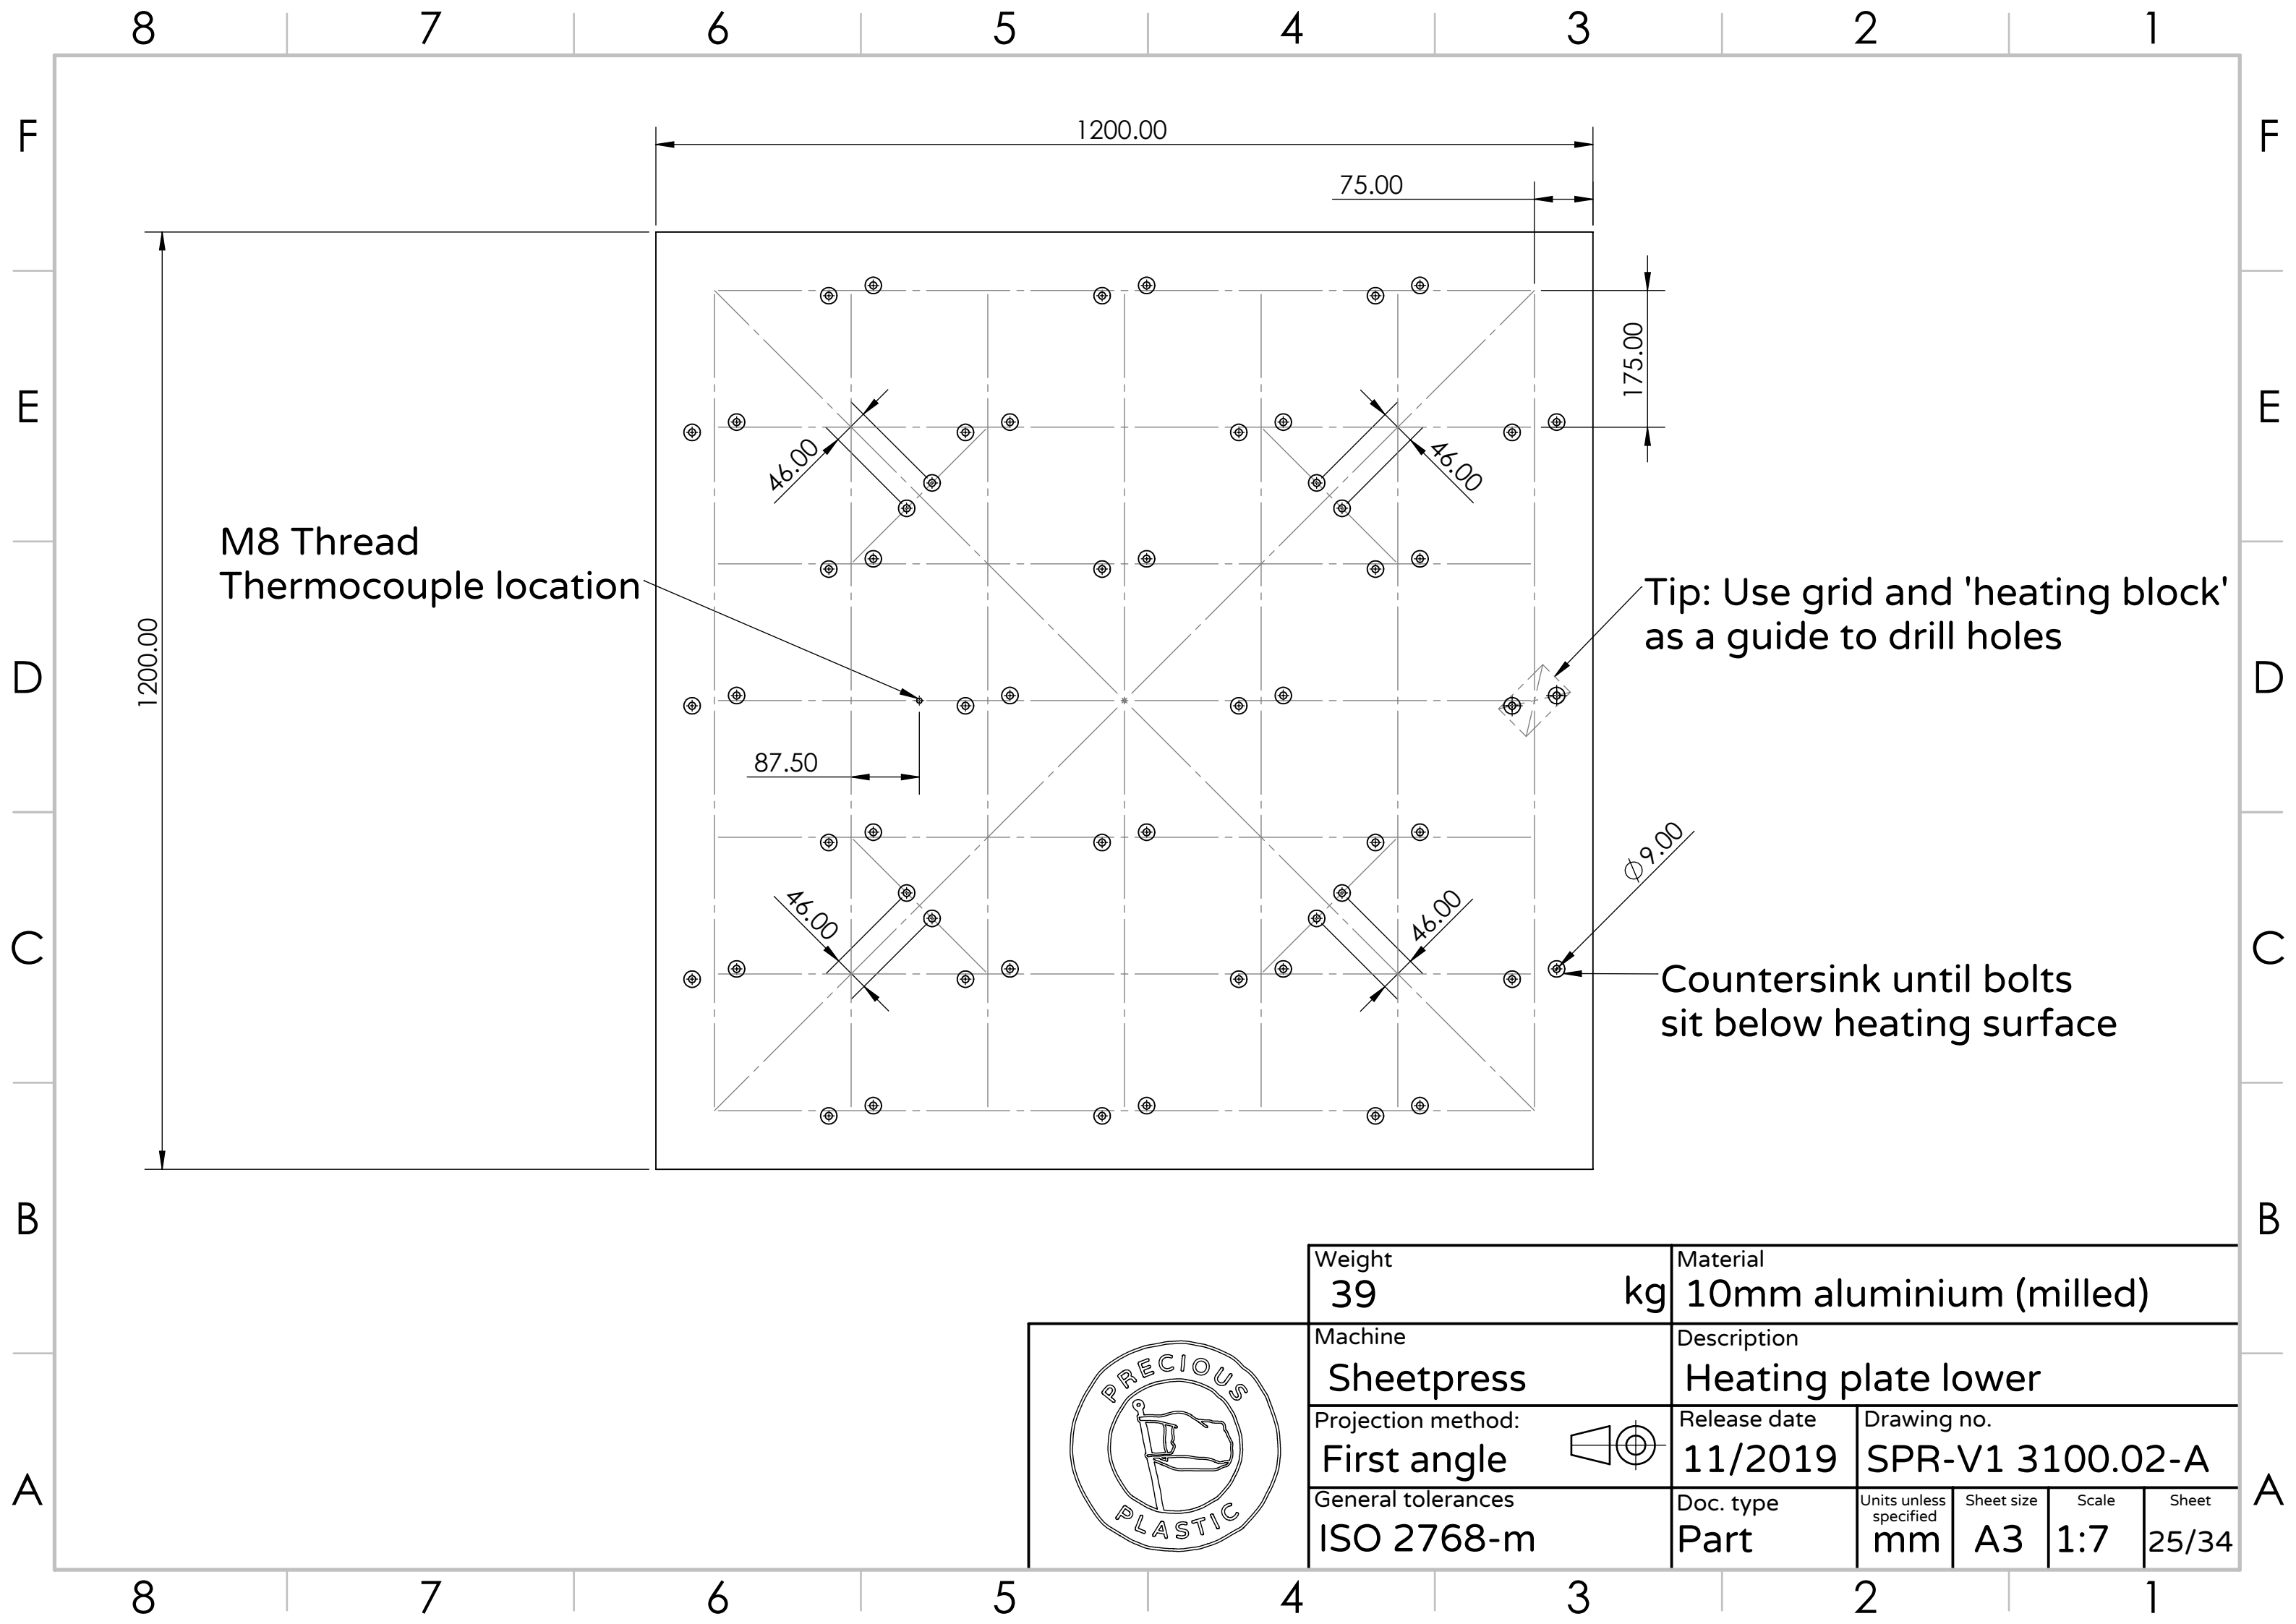 8 7 6 5 4 3 2 1
F F
1200.00
75.00
175.00
E E
46.00
46.00
M8 Thread
Thermocouple location
Tip: Use grid and 'heating block'
as a guide to drill holes
1200.00
D D
87.50
∅9.00
46.00
46.00
C C
Countersink until bolts
sit below heating surface
B B
Weight
39 kg
Material
10mm aluminium (milled)
Machine
Sheetpress
Description
Heating plate lower
Projection method:
First angle
Release date
11/2019
Drawing no.
SPR-V1 3100.02-A
General tolerances
ISO 2768-m
Doc. type
Part
Units unless
specified
mm
Sheet size
A3
Scale
1:7
Sheet
25/34
PRECIOUS
PLASTIC
A A
8 7 6 5 4 3 2 1